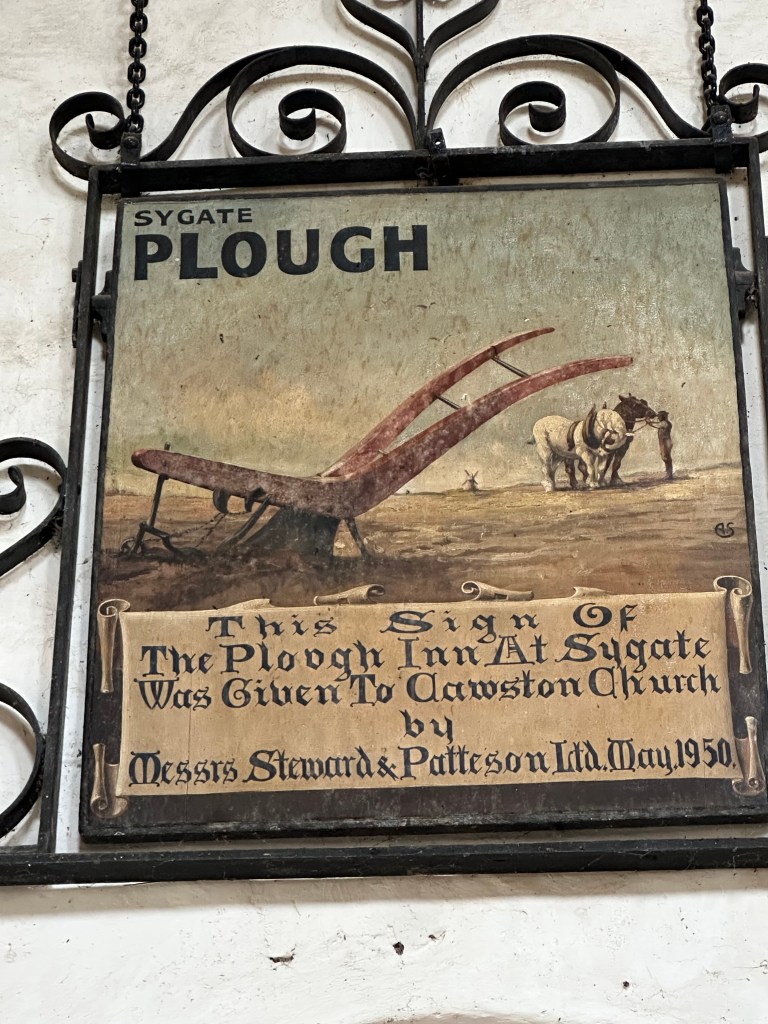 SYGATE
PLOUGH
This Sign Of
The Plough Inn At Sygate
Was Given To Cawston Church
by
Messrs Steward & Patteson Ltd. May. 1950.